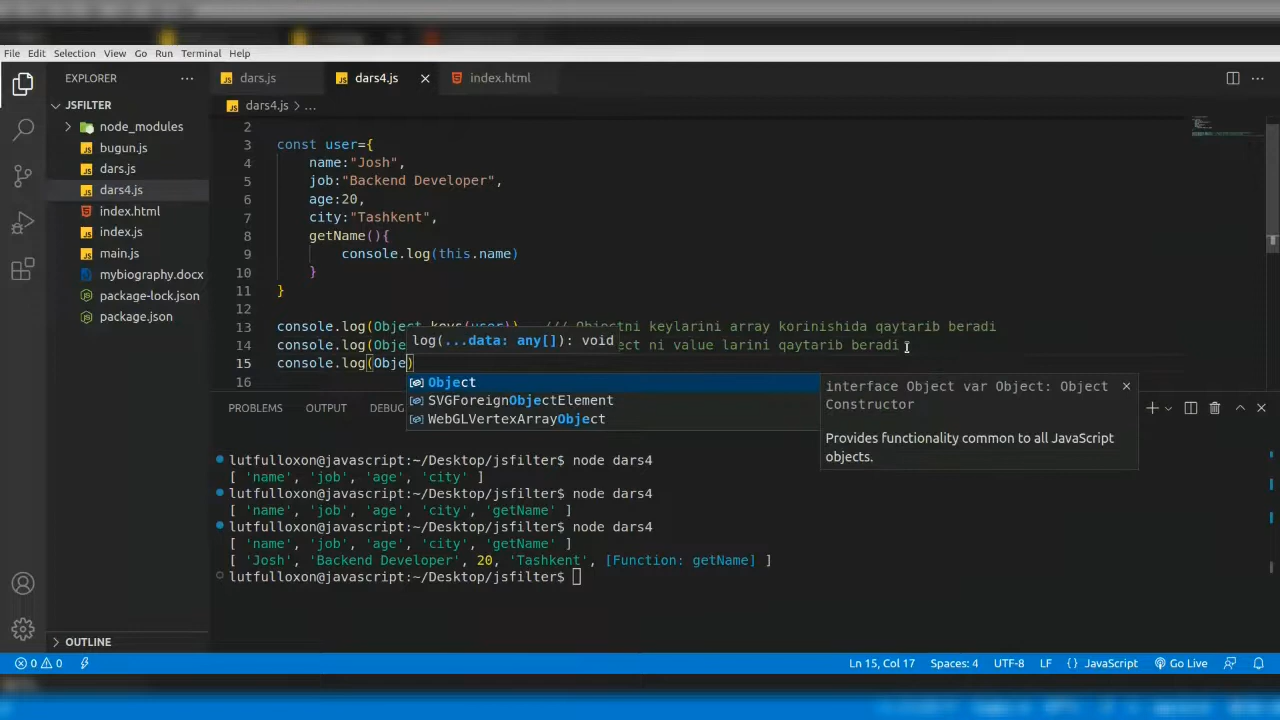 File Edit Selection View Go Run Terminal Help
EXPLORER
dars.js
dars4.js
index.html
JSFILTER
dars4.js > ...
node_modules
bugun.js
dars.js
dars4.js
index.html
index.js
main.js
mybiography.docx
package-lock.json
package.json
OUTLINE
2
3 const user={
4 name:"Josh",
5 job:"Backend Developer",
6 age:20,
7 city:"Tashkent",
8 getName(){
9 console.log(this.name)
10 }
11 }
12
13 console.log(Object.keys(user)) /// Objectni keylarini array korinishida qaytarib beradi
14 console.log(Obje ect ni value larini qaytarib beradi
log(...data: any[]): void
15 console.log(Obje)
16
Object
SVGForeignObjectElement
WebGLVertexArrayObject
interface Object var Object: Object
Constructor
Provides functionality common to all JavaScript
objects.
PROBLEMS OUTPUT DEBUG
lutfulloxon@javascript:~/Desktop/jsfilter$ node dars4
[ 'name', 'job', 'age', 'city' ]
lutfulloxon@javascript:~/Desktop/jsfilter$ node dars4
[ 'name', 'job', 'age', 'city', 'getName' ]
lutfulloxon@javascript:~/Desktop/jsfilter$ node dars4
[ 'name', 'job', 'age', 'city', 'getName' ]
[ 'Josh', 'Backend Developer', 20, 'Tashkent', [Function: getName] ]
lutfulloxon@javascript:~/Desktop/jsfilter$
0 0
Ln 15, Col 17 Spaces: 4 UTF-8 LF {} JavaScript Go Live